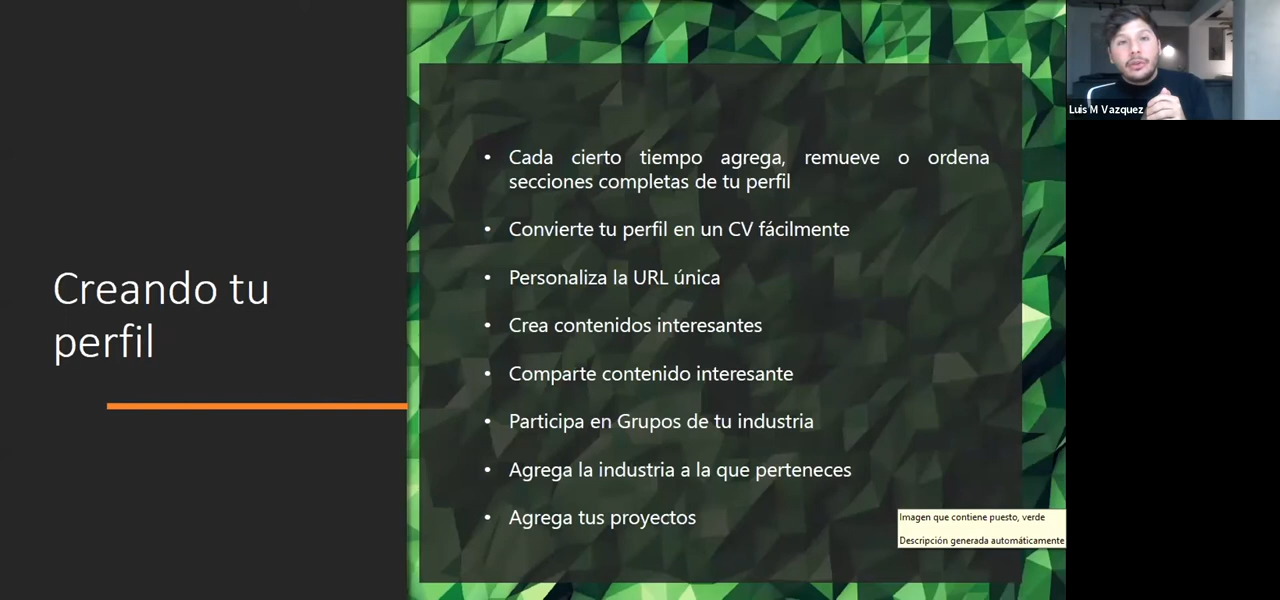 Creando tu
perfil
• Cada cierto tiempo agrega, remueve o ordena
secciones completas de tu perfil
• Convierte tu perfil en un CV fácilmente
• Personaliza la URL única
• Crea contenidos interesantes
• Comparte contenido interesante
• Participa en Grupos de tu industria
• Agrega la industria a la que perteneces
• Agrega tus proyectos
Imagen que contiene puesto, verde
Descripción generada automáticamente
Luis M Vazquez